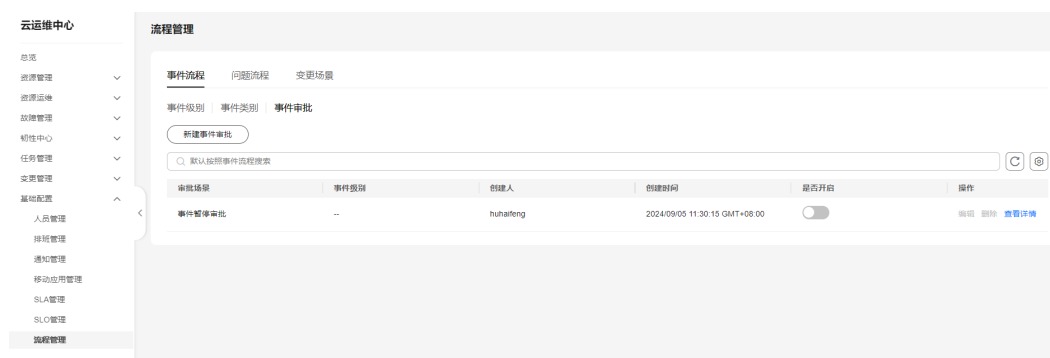 云运维中心
流程管理
总览
资源管理
资源运维
故障管理
韧性中心
任务管理
变更管理
基础配置
人员管理
排班管理
通知管理
移动应用管理
SLA管理
SLO管理
流程管理
事件流程 问题流程 变更场景
事件级别 事件类别 事件审批
新建事件审批
默认按照事件流程搜索
审批场景 事件级别 创建人 创建时间 是否开启 操作
事件暂停审批 -- huhaifeng 2024/09/05 11:30:15 GMT+08:00 编辑 删除 查看详情